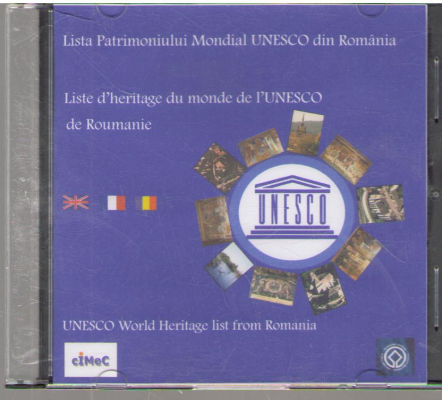 Lista Patrimoniului Mondial UNESCO din România
Liste d'heritage du monde de l'UNESCO
de Roumanie
UNESCO
UNESCO World Heritage list from Romania
cIMeC